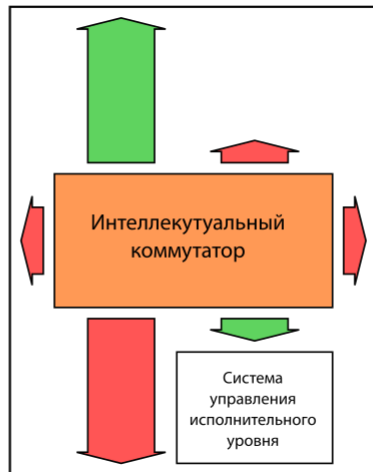 Интеллекутуальный
коммутатор
Система
управления
исполнительного
уровня